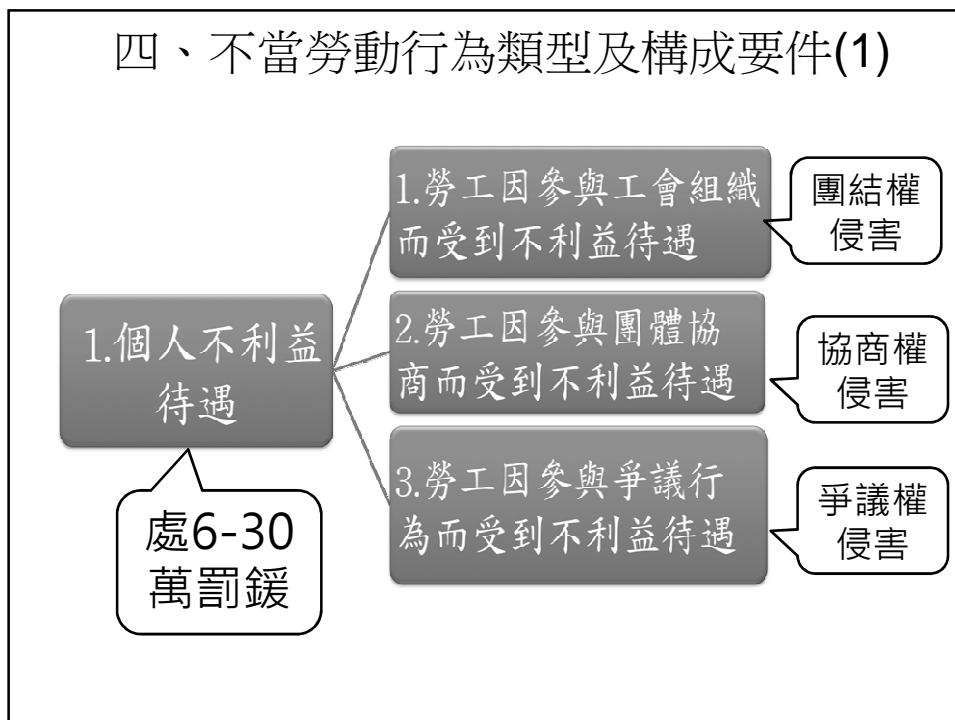 四、不當勞動行為類型及構成要件(1)
1.勞工因參與工會組織
而受到不利益待遇
團結權
侵害
1.個人不利益
待遇
2.勞工因參與團體協
商而受到不利益待遇
協商權
侵害
3.勞工因參與爭議行
為而受到不利益待遇
爭議權
侵害
處6-30
萬罰鍰